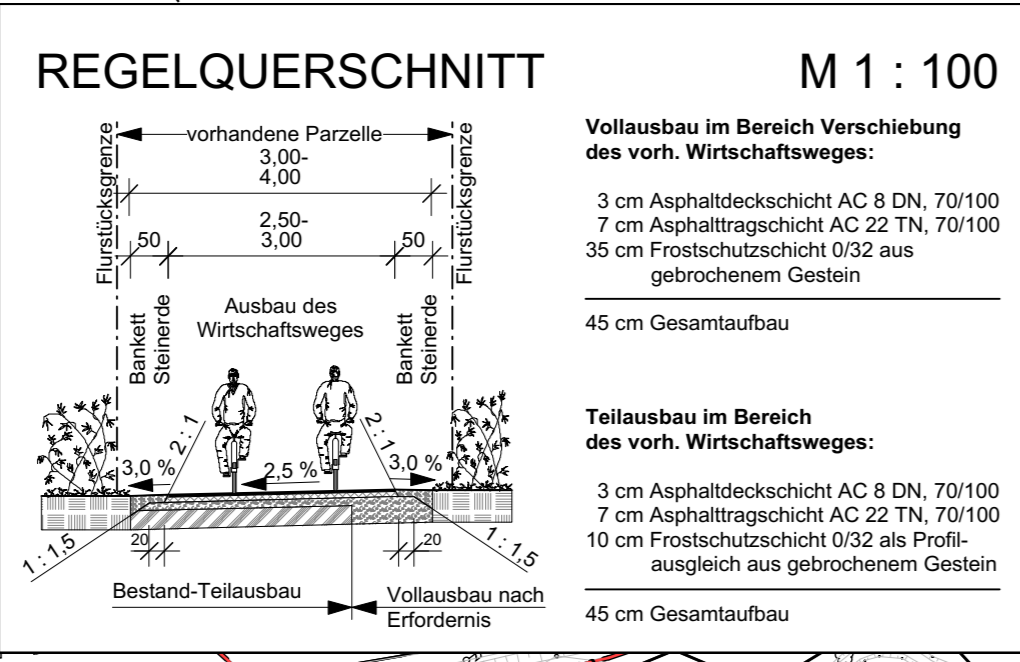 REGELQUERSCHNITT
M 1 : 100
Flurstücksgrenze
vorhandene Parzelle
Flurstücksgrenze
3,00-
4,00
2,50-
3,00
50
50
Bankett
Steinerde
Ausbau des
Wirtschaftsweges
Bankett
Steinerde
2 : 1
2 : 1
3,0 %
2,5 %
3,0 %
1 : 1,5
20
20
1 : 1,5
Bestand-Teilausbau
Vollausbau nach
Erfordernis
Vollausbau im Bereich Verschiebung
des vorh. Wirtschaftsweges:
3 cm Asphaltdeckschicht AC 8 DN, 70/100
7 cm Asphalttragschicht AC 22 TN, 70/100
35 cm Frostschutzschicht 0/32 aus
gebrochenem Gestein
45 cm Gesamtaufbau
Teilausbau im Bereich
des vorh. Wirtschaftsweges:
3 cm Asphaltdeckschicht AC 8 DN, 70/100
7 cm Asphalttragschicht AC 22 TN, 70/100
10 cm Frostschutzschicht 0/32 als Profil-
ausgleich aus gebrochenem Gestein
45 cm Gesamtaufbau